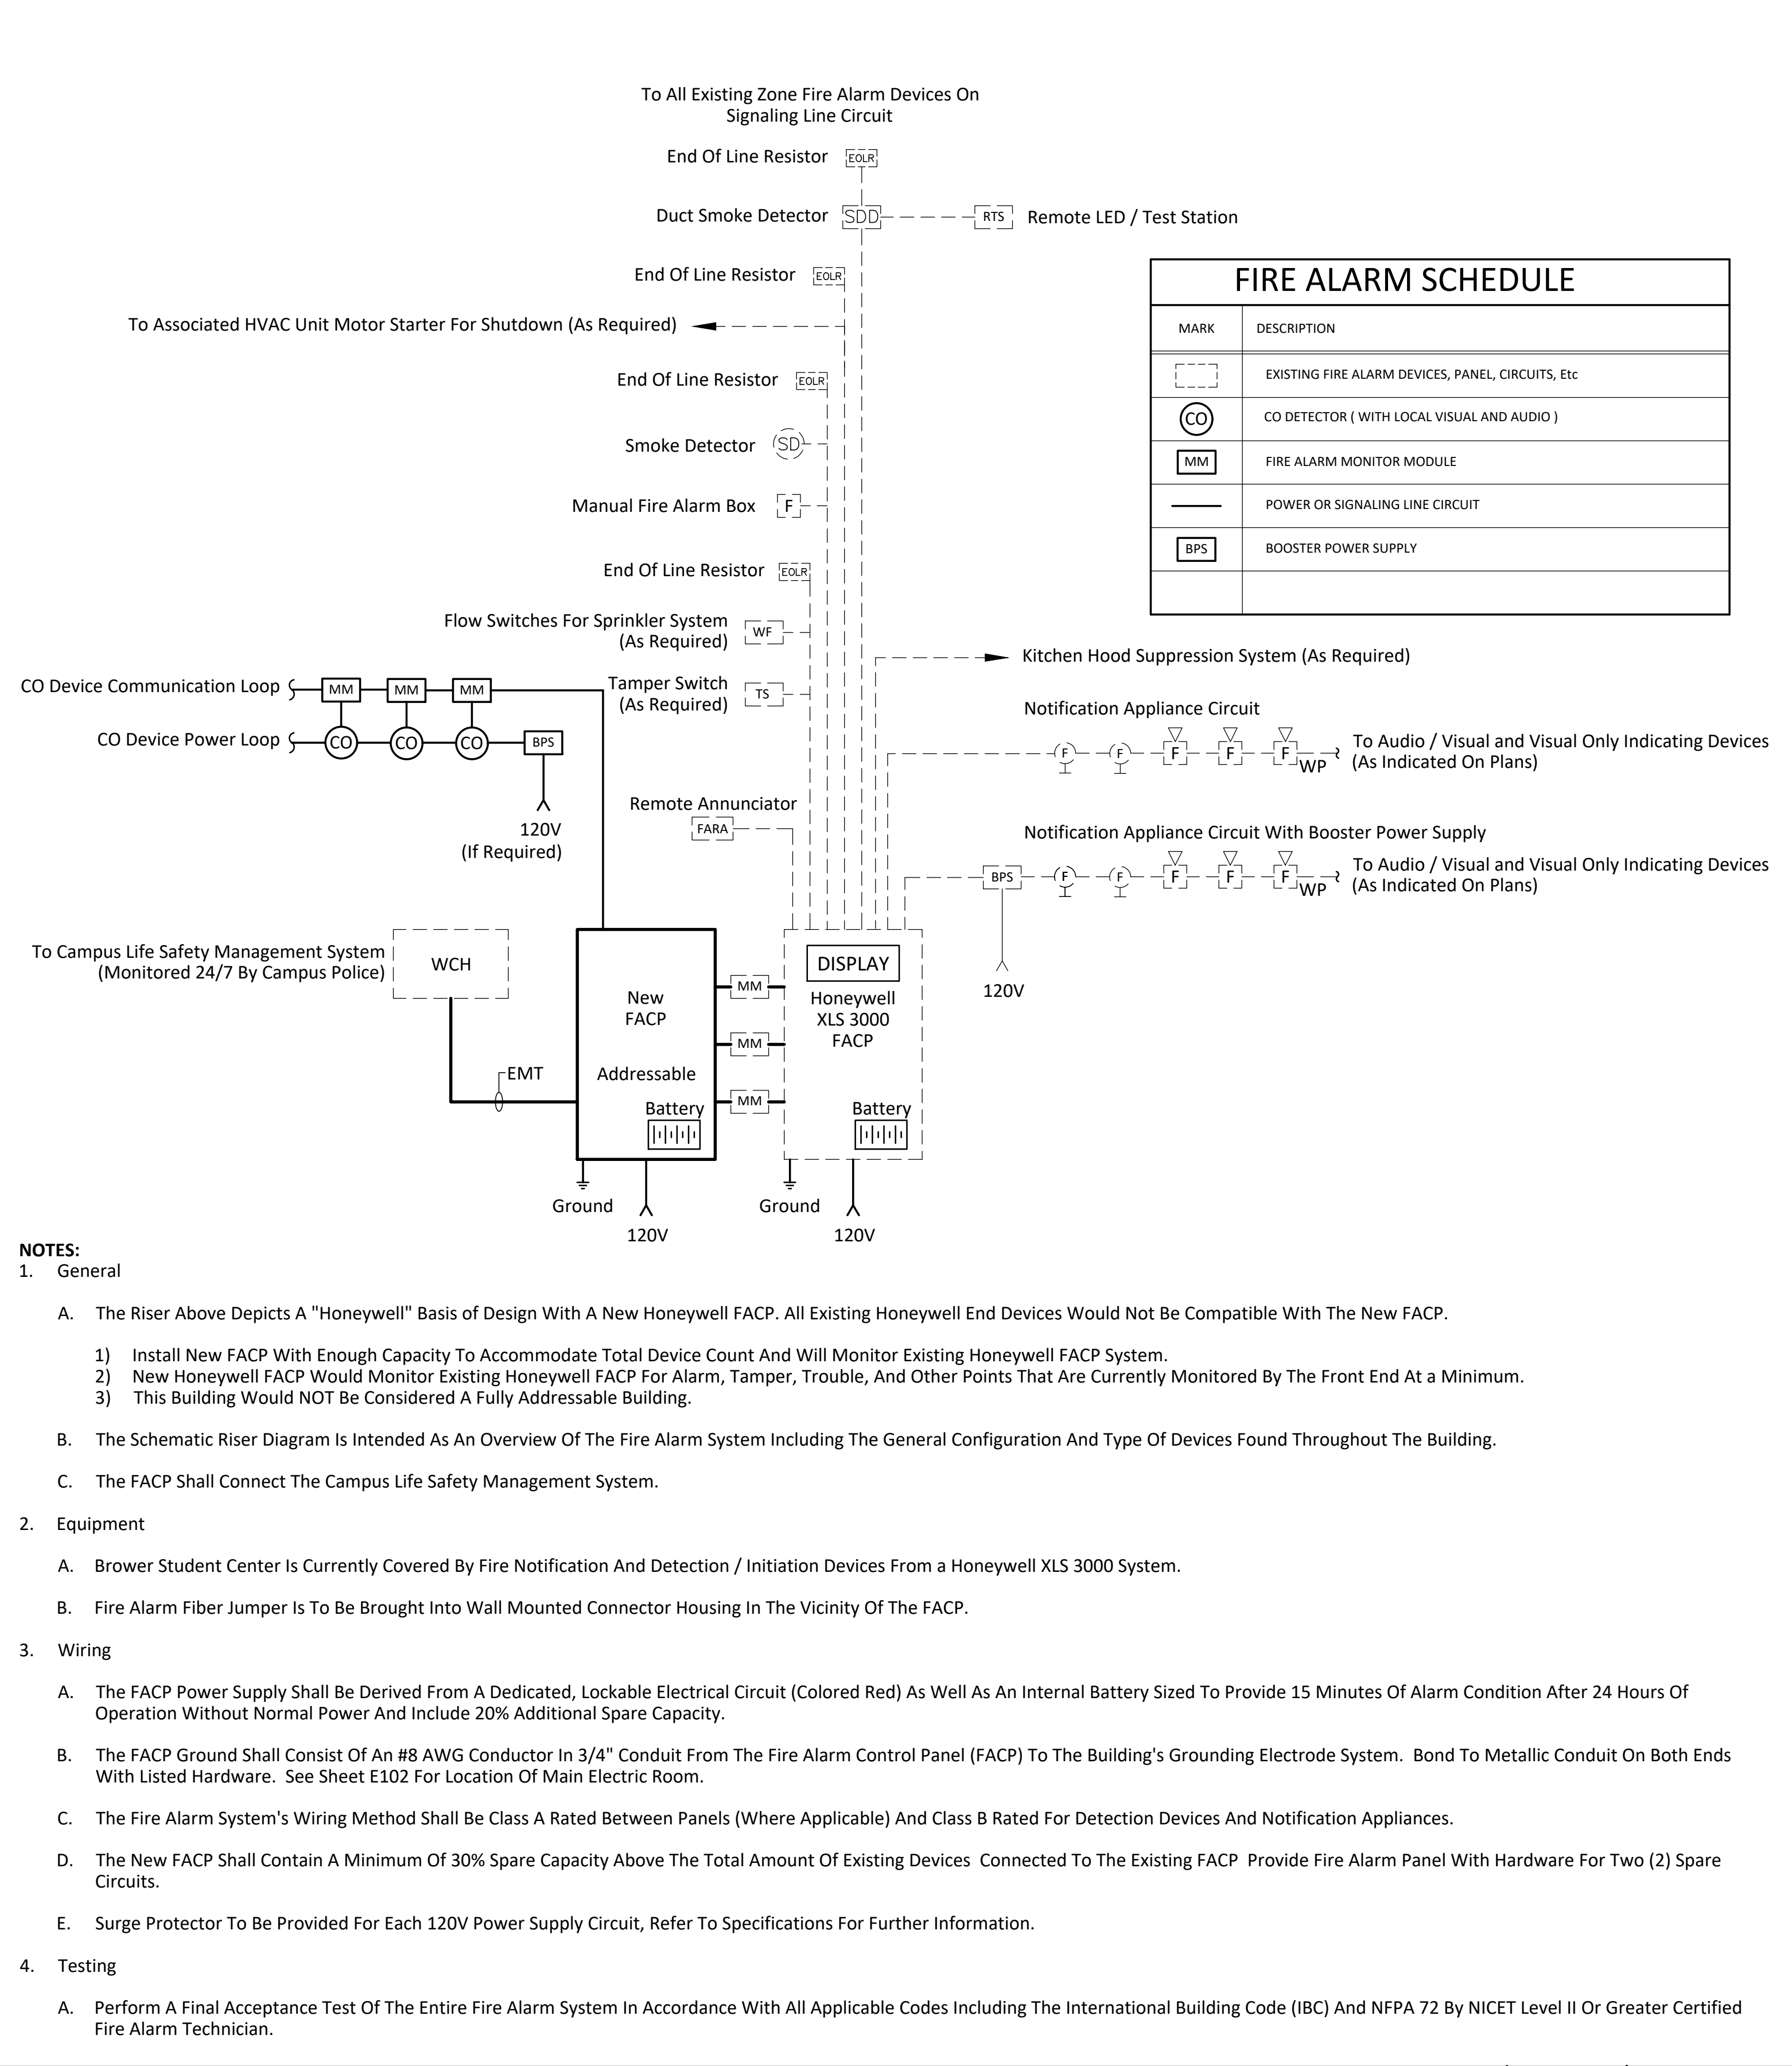 To All Existing Zone Fire Alarm Devices On
Signaling Line Circuit
End Of Line Resistor EOLR
Duct Smoke Detector SDD RTS Remote LED / Test Station
End Of Line Resistor EOLR
To Associated HVAC Unit Motor Starter For Shutdown (As Required)
End Of Line Resistor EOLR
Smoke Detector SD
Manual Fire Alarm Box F
End Of Line Resistor EOLR
Flow Switches For Sprinkler System
(As Required)
WF
Tamper Switch
(As Required)
TS
FIRE ALARM SCHEDULE
MARK DESCRIPTION
EXISTING FIRE ALARM DEVICES, PANEL, CIRCUITS, Etc
CO CO DETECTOR ( WITH LOCAL VISUAL AND AUDIO )
MM FIRE ALARM MONITOR MODULE
POWER OR SIGNALING LINE CIRCUIT
BPS BOOSTER POWER SUPPLY
Kitchen Hood Suppression System (As Required)
CO Device Communication Loop MM MM MM
CO Device Power Loop CO CO CO BPS
120V
(If Required)
Notification Appliance Circuit
F F F F F WP
To Audio / Visual and Visual Only Indicating Devices
(As Indicated On Plans)
Remote Annunciator
FARA
Notification Appliance Circuit With Booster Power Supply
BPS F F F F F WP
To Audio / Visual and Visual Only Indicating Devices
(As Indicated On Plans)
120V
To Campus Life Safety Management System
(Monitored 24/7 By Campus Police)
WCH
EMT
New
FACP
Addressable
Battery
MM
MM
MM
DISPLAY
Honeywell
XLS 3000
FACP
Battery
Ground
120V
Ground
120V
NOTES:
1. General
A. The Riser Above Depicts A "Honeywell" Basis of Design With A New Honeywell FACP. All Existing Honeywell End Devices Would Not Be Compatible With The New FACP.
1) Install New FACP With Enough Capacity To Accommodate Total Device Count And Will Monitor Existing Honeywell FACP System.
2) New Honeywell FACP Would Monitor Existing Honeywell FACP For Alarm, Tamper, Trouble, And Other Points That Are Currently Monitored By The Front End At a Minimum.
3) This Building Would NOT Be Considered A Fully Addressable Building.
B. The Schematic Riser Diagram Is Intended As An Overview Of The Fire Alarm System Including The General Configuration And Type Of Devices Found Throughout The Building.
C. The FACP Shall Connect The Campus Life Safety Management System.
2. Equipment
A. Brower Student Center Is Currently Covered By Fire Notification And Detection / Initiation Devices From a Honeywell XLS 3000 System.
B. Fire Alarm Fiber Jumper Is To Be Brought Into Wall Mounted Connector Housing In The Vicinity Of The FACP.
3. Wiring
A. The FACP Power Supply Shall Be Derived From A Dedicated, Lockable Electrical Circuit (Colored Red) As Well As An Internal Battery Sized To Provide 15 Minutes Of Alarm Condition After 24 Hours Of
Operation Without Normal Power And Include 20% Additional Spare Capacity.
B. The FACP Ground Shall Consist Of An #8 AWG Conductor In 3/4" Conduit From The Fire Alarm Control Panel (FACP) To The Building's Grounding Electrode System. Bond To Metallic Conduit On Both Ends
With Listed Hardware. See Sheet E102 For Location Of Main Electric Room.
C. The Fire Alarm System's Wiring Method Shall Be Class A Rated Between Panels (Where Applicable) And Class B Rated For Detection Devices And Notification Appliances.
D. The New FACP Shall Contain A Minimum Of 30% Spare Capacity Above The Total Amount Of Existing Devices Connected To The Existing FACP Provide Fire Alarm Panel With Hardware For Two (2) Spare
Circuits.
E. Surge Protector To Be Provided For Each 120V Power Supply Circuit, Refer To Specifications For Further Information.
4. Testing
A. Perform A Final Acceptance Test Of The Entire Fire Alarm System In Accordance With All Applicable Codes Including The International Building Code (IBC) And NFPA 72 By NICET Level II Or Greater Certified
Fire Alarm Technician.